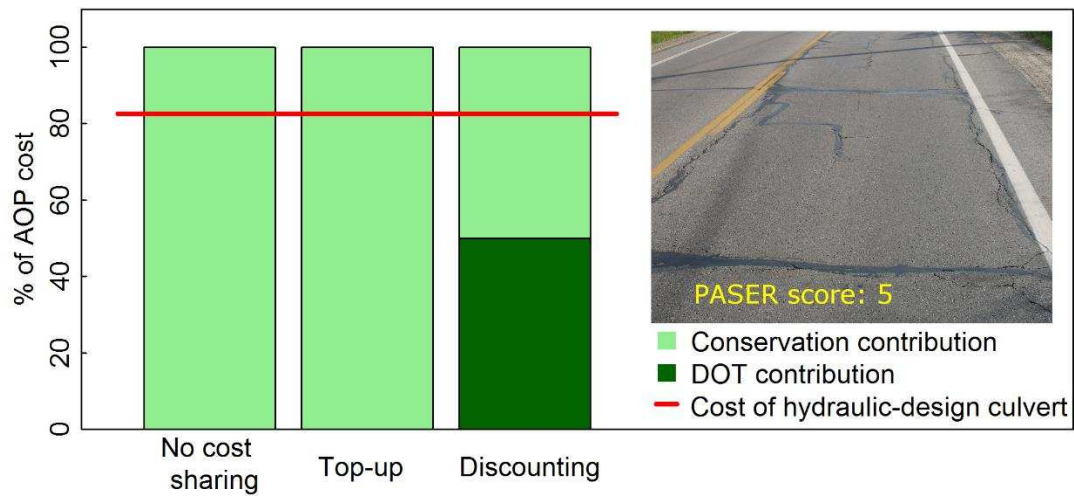 % of AOP cost
100
80
60
40
20
0
No cost
sharing
Top-up
Discounting
PASER score: 5
Conservation contribution
DOT contribution
Cost of hydraulic-design culvert